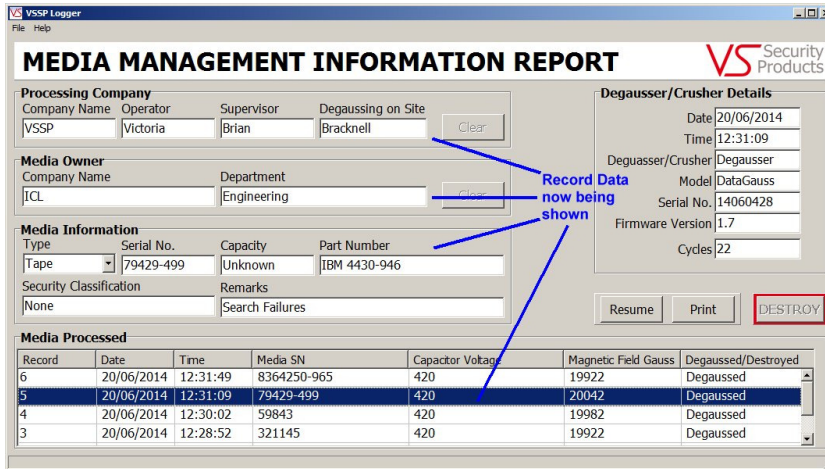 VS VSSP Logger
File Help
MEDIA MANAGEMENT INFORMATION REPORT
VS Security Products
Processing Company
Company Name Operator Supervisor Degaussing on Site
VSSP Victoria Brian Bracknell Clear
Media Owner
Company Name Department
ICL Engineering Clear
Media Information
Type Serial No. Capacity Part Number
Tape 79429-499 Unknown IBM 4430-946
Security Classification Remarks
None Search Failures
Record Data
now being
shown
Degausser/Crusher Details
Date 20/06/2014
Time 12:31:09
Deguasser/Crusher Degausser
Model DataGauss
Serial No. 14060428
Firmware Version 1.7
Cycles 22
Resume Print DESTROY
Media Processed
Record Date Time Media SN Capacitor Voltage Magnetic Field Gauss Degaussed/Destroyed
6 20/06/2014 12:31:49 8364250-965 420 19922 Degaussed
5 20/06/2014 12:31:09 79429-499 420 20042 Degaussed
4 20/06/2014 12:30:02 59843 420 19982 Degaussed
3 20/06/2014 12:28:52 321145 420 19922 Degaussed